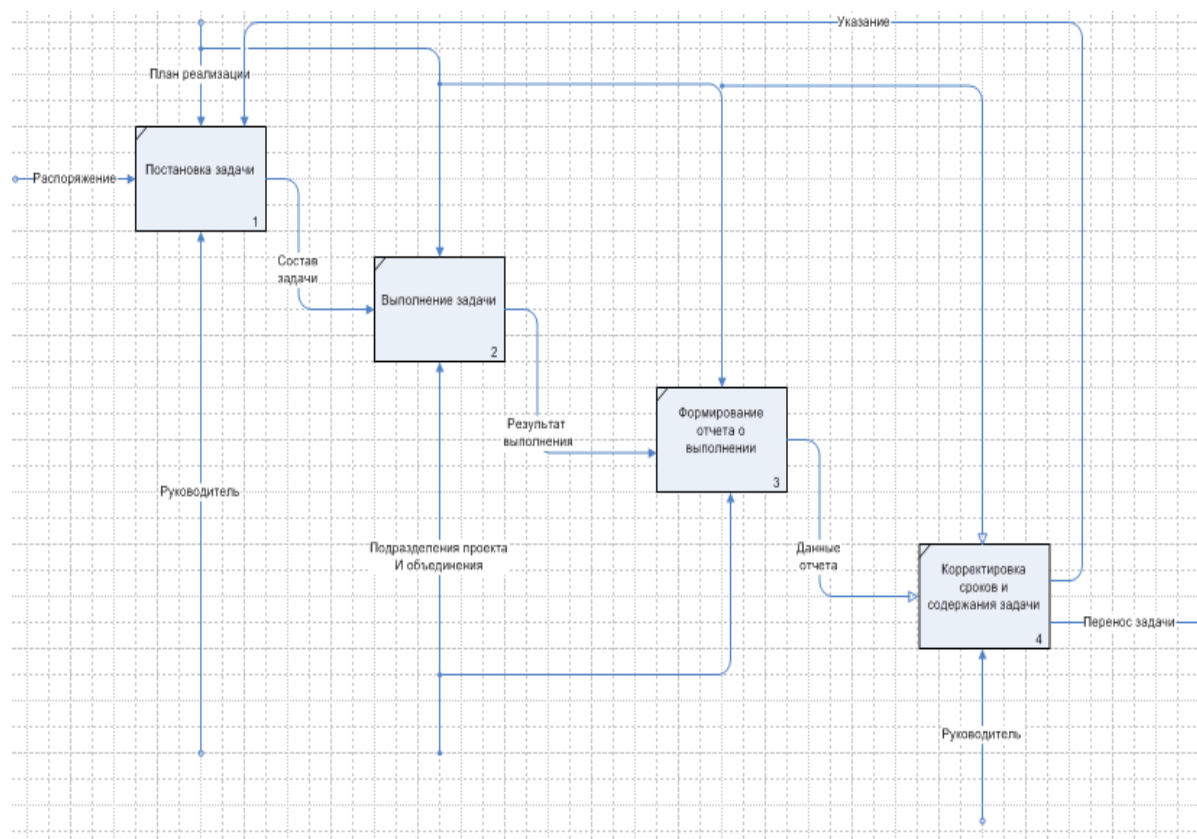 Указание
План реализации
Постановка задачи
1
Распоряжение
Состав
задачи
Выполнение задачи
2
Результат
выполнения
Формирование
отчета о
выполнении
3
Руководитель
Подразделения проекта
И объединения
Данные
отчета
Корректировка
сроков и
содержания задачи
4
Перенос задачи
Руководитель